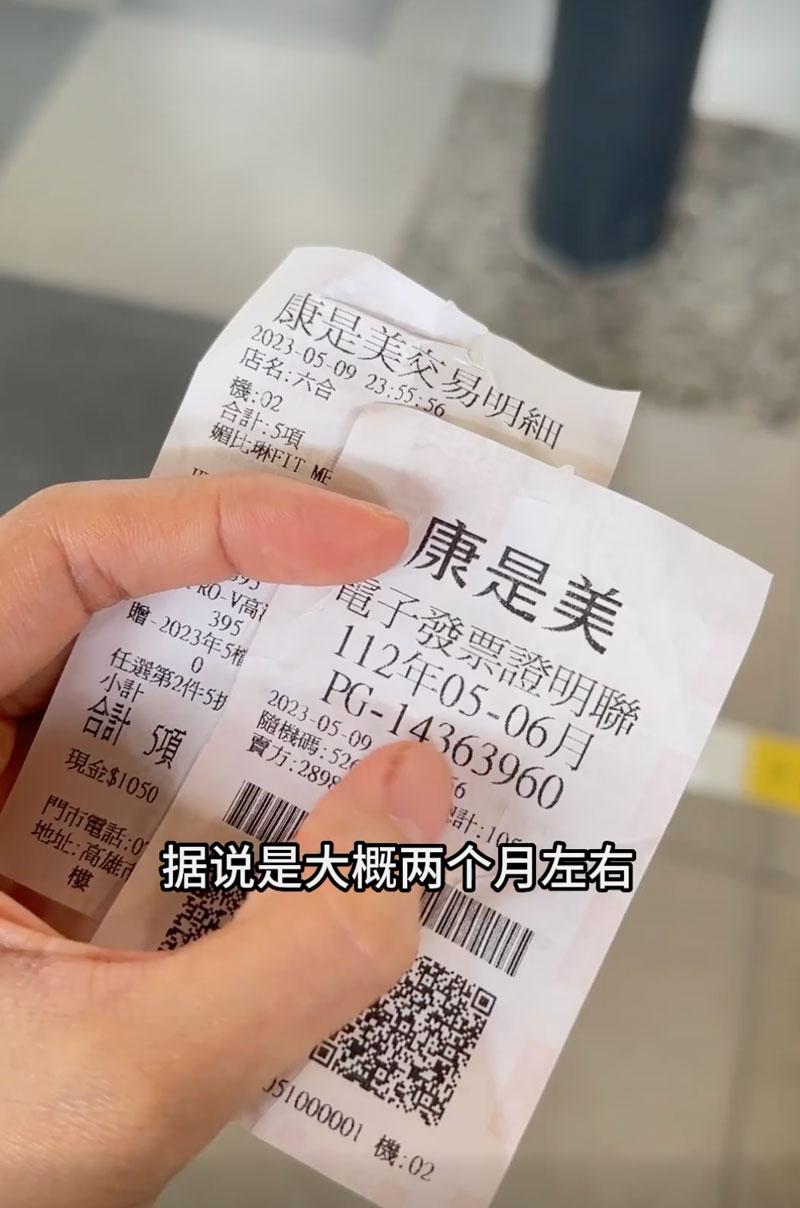 康是美交易明細
2023-05-09 23:55:56
店名:六合
機:02
合計:5項
媚比琳FIT ME
395
PRO-V高
395
贈-2023年5
0
任選第2件5折
小計
合計 5項
現金$1050
門市電話:0
地址:高雄市
樓
康是美
電子發票證明聯
112年05-06月
PG-14363960
2023-05-09
56
隨機碼:526
總計:105
賣方:2898
据说是大概两个月左右
051000001 機:02